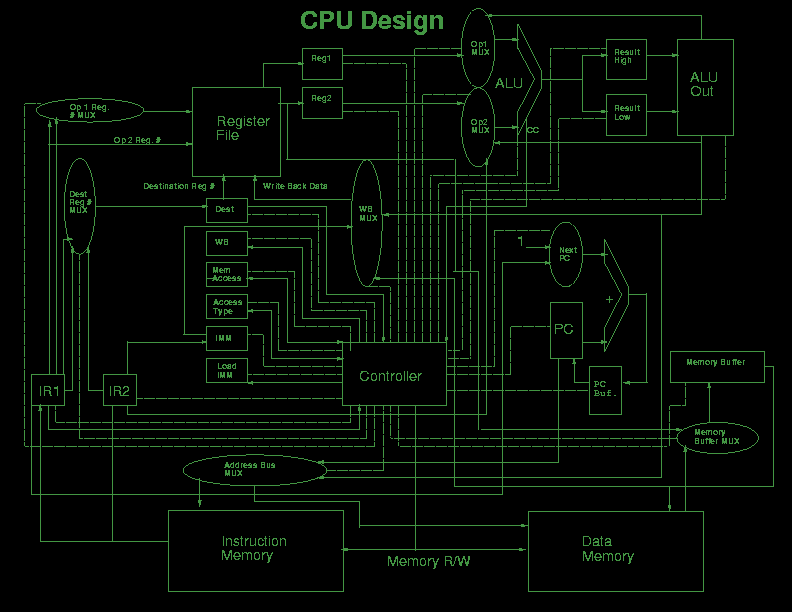 CPU Design
Reg1
Op1
MUX
Result
High
ALU
ALU
Out
Reg2
Op 1 Reg.
# MUX
Register
File
Op2
MUX
CC
Result
Low
Op 2 Reg. #
Destination Reg #
Write Back Data
Dest
Reg #
MUX
Dest
WB
MUX
WB
1
Next
PC
Mem
Access
Access
Type
+
PC
IMM
Load
IMM
Controller
Memory Buffer
IR1
IR2
PC
Buf.
Memory
Buffer MUX
Address Bus
MUX
Instruction
Memory
Memory R/W
Data
Memory